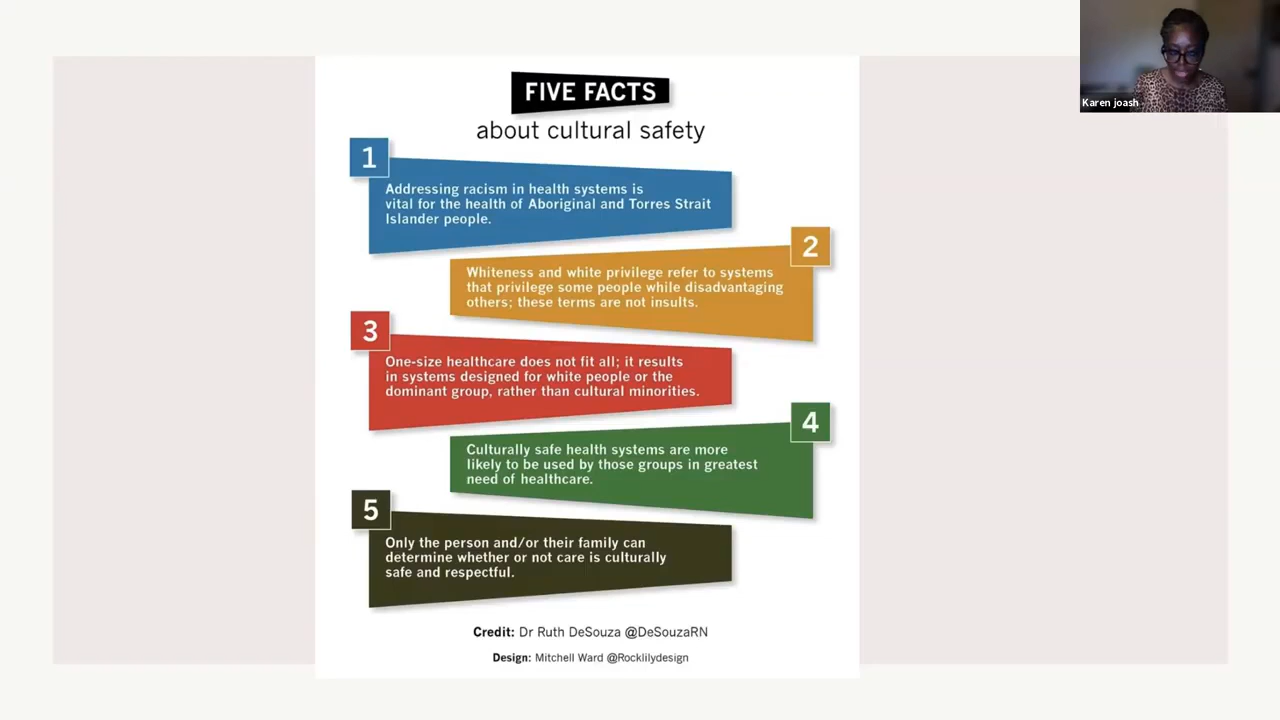 Karen joash
FIVE FACTS
about cultural safety
1
Addressing racism in health systems is
vital for the health of Aboriginal and Torres Strait
Islander people.
2
Whiteness and white privilege refer to systems
that privilege some people while disadvantaging
others; these terms are not insults.
3
One-size healthcare does not fit all; it results
in systems designed for white people or the
dominant group, rather than cultural minorities.
4
Culturally safe health systems are more
likely to be used by those groups in greatest
need of healthcare.
5
Only the person and/or their family can
determine whether or not care is culturally
safe and respectful.
Credit: Dr Ruth DeSouza @DeSouzaRN
Design: Mitchell Ward @Rocklilydesign